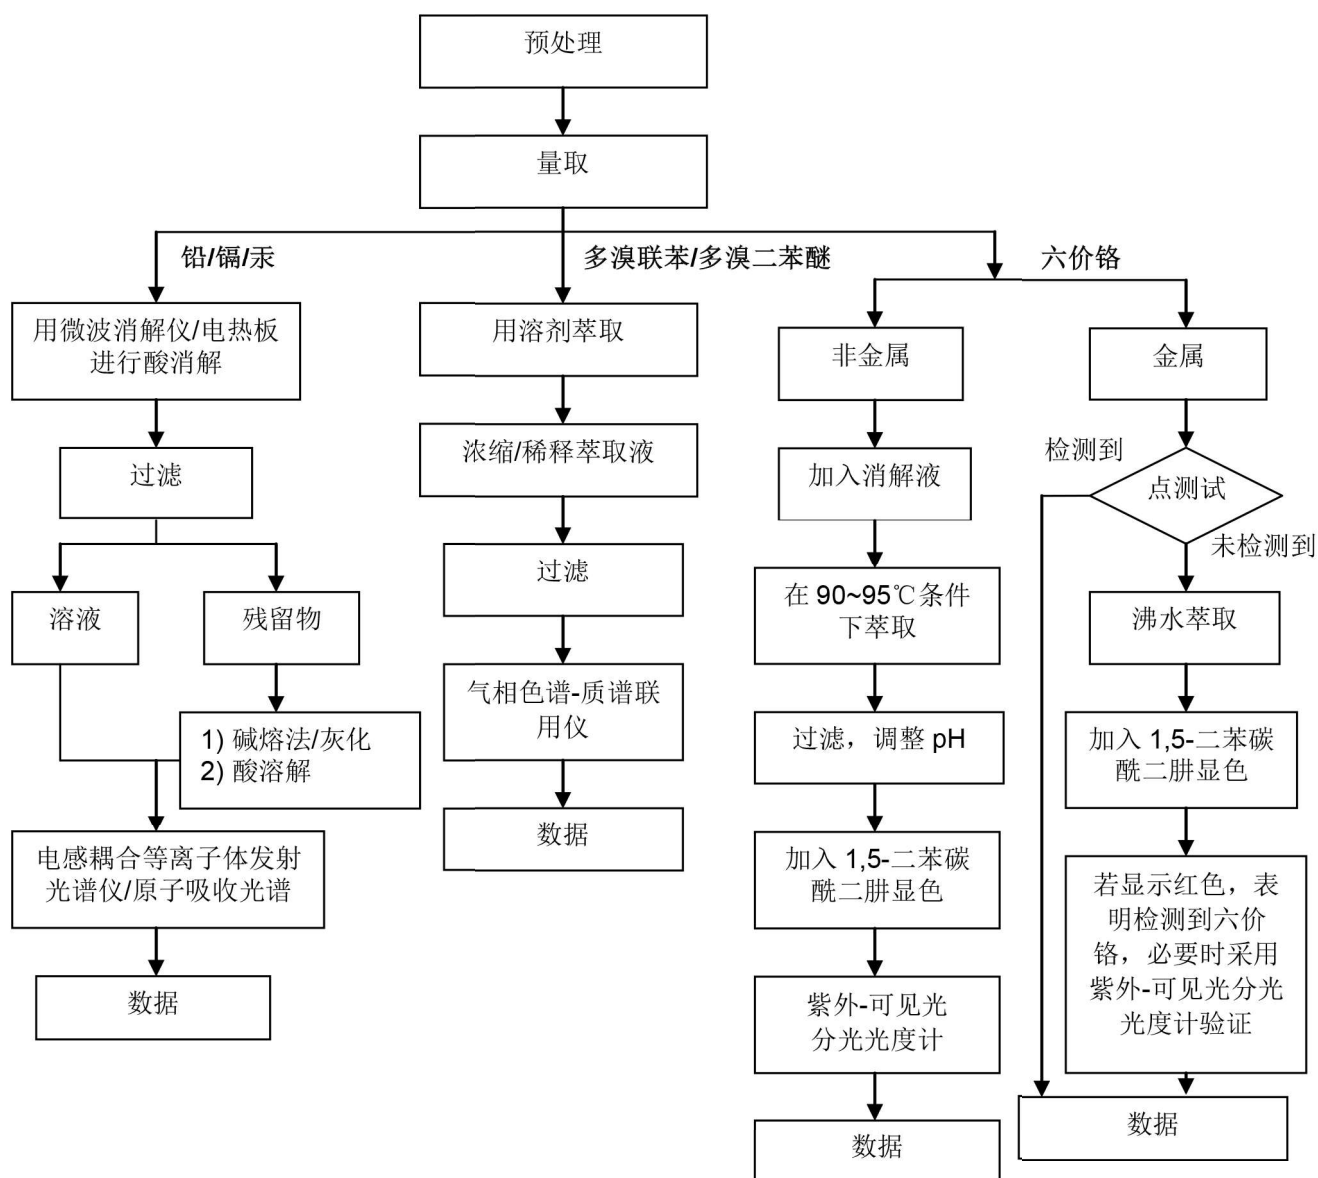 预处理
量取
铅/镉/汞
多溴联苯/多溴二苯醚
六价铬
用微波消解仪/电热板
进行酸消解
过滤
溶液
残留物
1) 碱熔法/灰化
2) 酸溶解
电感耦合等离子体发射
光谱仪/原子吸收光谱
数据
用溶剂萃取
浓缩/稀释萃取液
过滤
气相色谱-质谱联
用仪
数据
非金属
加入消解液
在 90~95℃条件
下萃取
过滤，调整 pH
加入 1,5-二苯碳
酰二肼显色
紫外-可见光
分光光度计
数据
金属
检测到
点测试
未检测到
沸水萃取
加入 1,5-二苯碳
酰二肼显色
若显示红色，表
明检测到六价
铬，必要时采用
紫外-可见光分光
光度计验证
数据